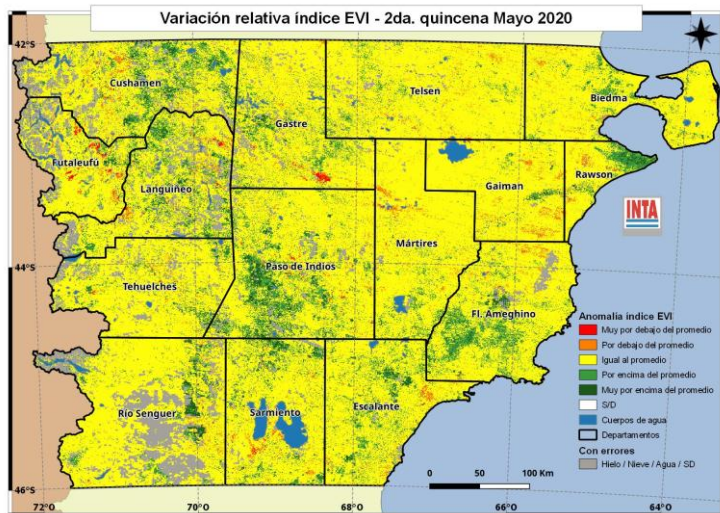 Variación relativa índice EVI - 2da. quincena Mayo 2020
42°S
Cushamen
Telsen
Biedma
Gastre
Futaleufú
Languineo
Gaiman
Rawson
INTA
Mártires
44°S
Paso de Indios
Tehuelches
Fl. Ameghino
Anomalia índice EVI
Muy por debajo del promedio
Por debajo del promedio
Igual al promedio
Por encima del promedio
Muy por encima del promedio
S/D
Cuerpos de agua
Departamentos
Con errores
Hielo / Nieve / Agua / SD
Río Senguer
Sarmiento
Escalante
0 50 100 Km
46°S
72°O 70°O 68°O 66°O 64°O